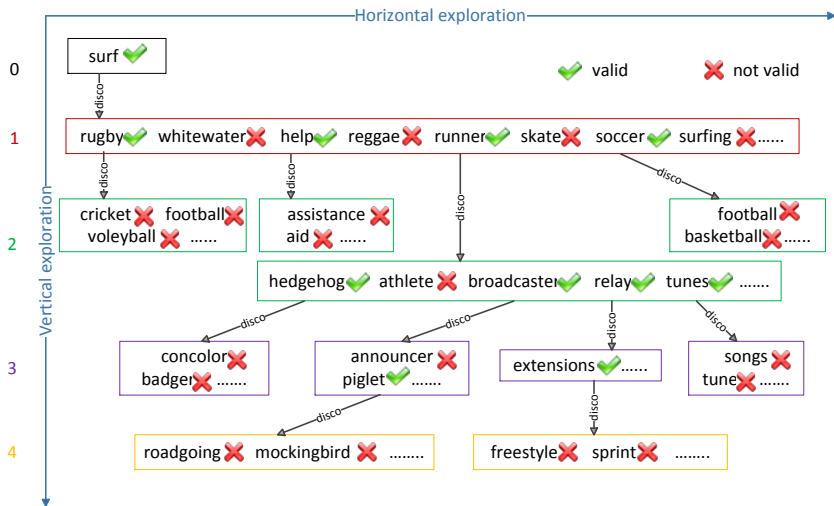 Horizontal exploration
0
surf
valid
not valid
disco
1
rugby whitewater help reggae runner skate soccer surfing ......
disco
disco
disco
disco
Vertical exploration
2
cricket football
voleyball ......
assistance
aid ......
football
basketball ......
hedgehog athlete broadcaster relay tunes .......
disco
disco
disco
disco
3
concolor
badger .......
announcer
piglet .......
extensions ......
songs
tune .......
disco
disco
4
roadgoing mockingbird ........
freestyle sprint ........